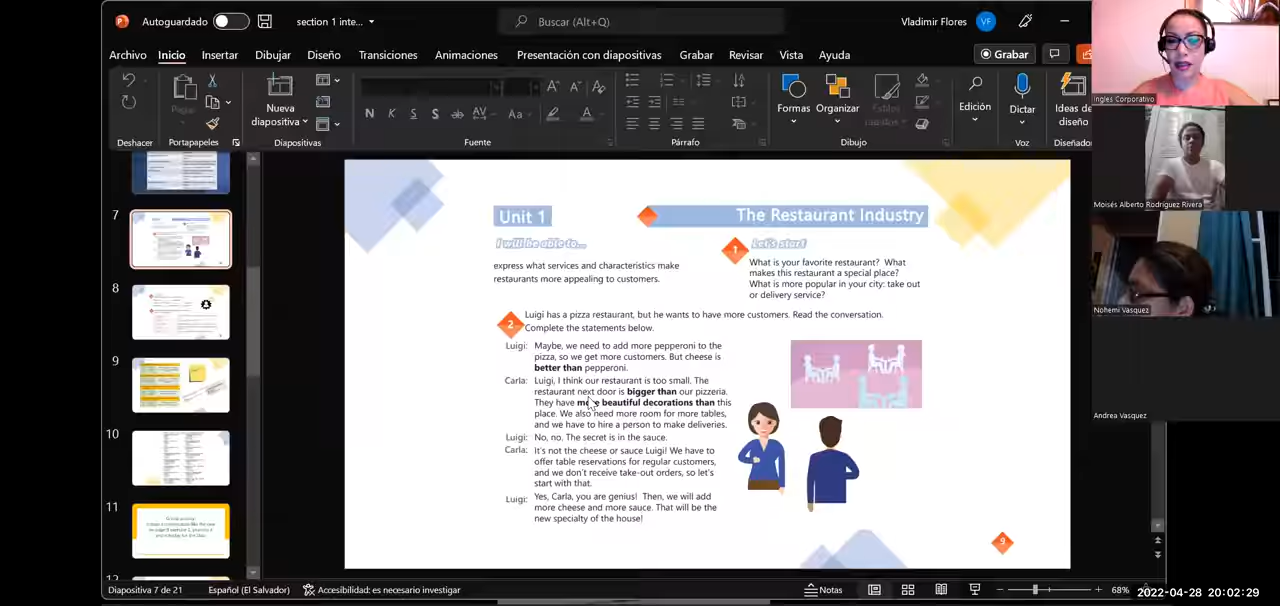 Autoguardado
section 1 inte...
Buscar (Alt+Q)
Vladimir Flores
VF
Archivo
Inicio
Insertar
Dibujar
Diseño
Transiciones
Animaciones
Presentación con diapositivas
Grabar
Revisar
Vista
Ayuda
Grabar
Nueva
diapositiva
Formas
Organizar
Edición
Dictar
Ideas de
diseño
Deshacer
Portapapeles
Diapositivas
Fuente
Párrafo
Dibujo
Voz
Diseñador
7
8
9
10
11
12
Unit 1
The Restaurant Industry
I will be able to...
1
Let's start
express what services and characteristics make
restaurants more appealing to customers.
What is your favorite restaurant? What
makes this restaurant a special place?
What is more popular in your city: take out
or delivery service?
2
Luigi has a pizza restaurant, but he wants to have more customers. Read the conversation.
Complete the statements below.
Luigi: Maybe, we need to add more pepperoni to the
pizza, so we get more customers. But cheese is
better than pepperoni.
Carla: Luigi, I think our restaurant is too small. The
restaurant next door is bigger than our pizzeria.
They have more beautiful decorations than this
place. We also need more room for more tables,
and we have to hire a person to make deliveries.
Luigi: No, no. The secret is in the sauce.
Carla: It's not the cheese or sauce Luigi! We have to
offer table reservations for regular customers,
and we don't receive take-out orders, so let's
start with that.
Luigi: Yes, Carla, you are genius! Then, we will add
more cheese and more sauce. That will be the
new specialty of the house!
9
Ingles Corporativo
Moisés Alberto Rodríguez Rivera
Nohemi Vasquez
Andrea Vasquez
Diapositiva 7 de 21
Español (El Salvador)
Accesibilidad: es necesario investigar
Notas
68%
2022-04-28 20:02:29